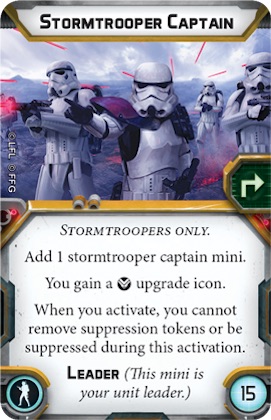 STORMTROOPER CAPTAIN
©LFL ©FFG
STORMTROOPERS ONLY.
Add 1 stormtrooper captain mini.
You gain a upgrade icon.
When you activate, you cannot
remove suppression tokens or be
suppressed during this activation.
LEADER (This mini is
your unit leader.)
15